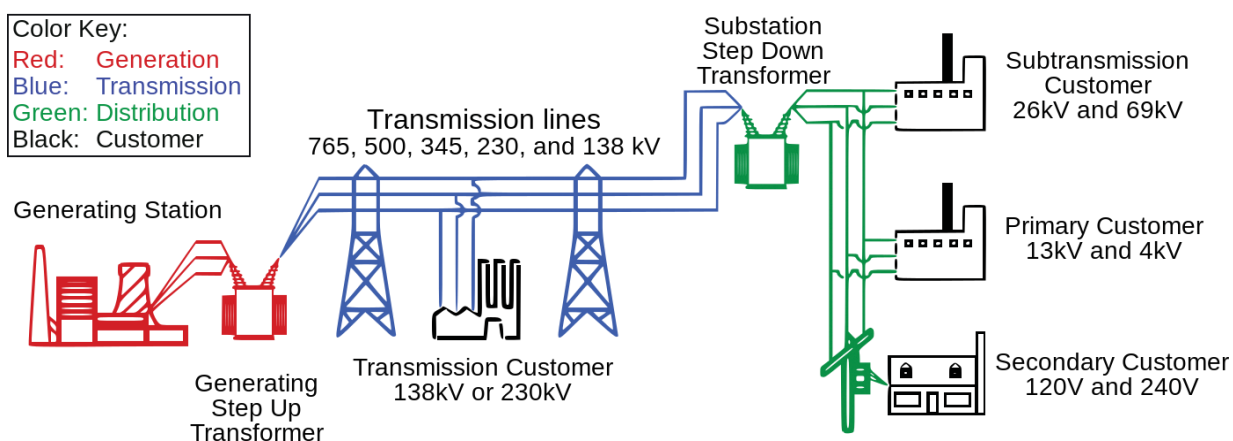 Color Key:
Red: Generation
Blue: Transmission
Green: Distribution
Black: Customer
Substation
Step Down
Transformer
Subtransmission
Customer
26kV and 69kV
Transmission lines
765, 500, 345, 230, and 138 kV
Generating Station
Primary Customer
13kV and 4kV
Transmission Customer
138kV or 230kV
Generating
Step Up
Transformer
Secondary Customer
120V and 240V